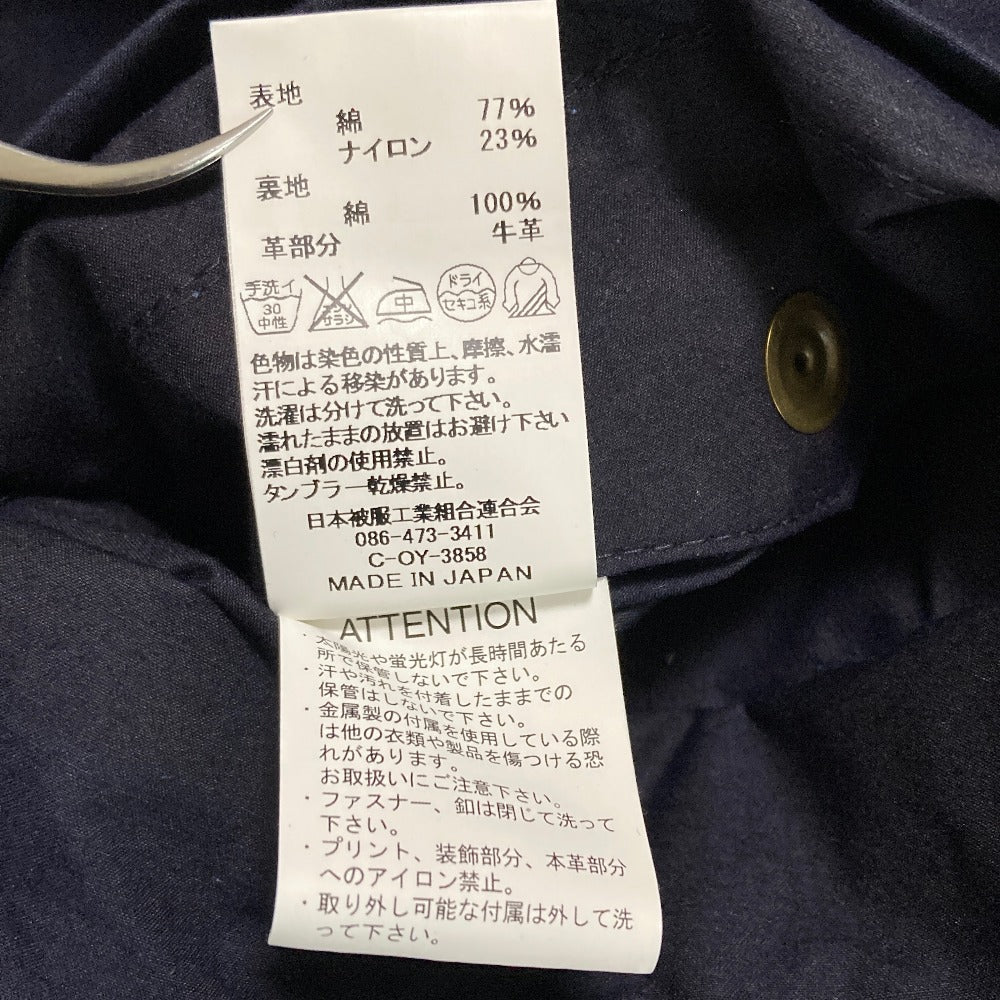 表地
綿 77%
ナイロン 23%
裏地
綿 100%
革部分 牛革
手洗イ
30
中性
エンソ
サラシ
中
ドライ
セキユ系
色物は染色の性質上、摩擦、水濡
汗による移染があります。
洗濯は分けて洗って下さい。
濡れたままの放置はお避け下さい
漂白剤の使用禁止。
タンブラー乾燥禁止。
日本被服工業組合連合会
086-473-3411
C-OY-3858
MADE IN JAPAN
ATTENTION
・太陽光や蛍光灯が長時間あたる
所で保管しないで下さい。
・汗や汚れを付着したままでの
保管はしないで下さい。
・金属製の付属を使用している際
は他の衣類や製品を傷つける恐
れがあります。
お取扱いにご注意下さい。
・ファスナー、釦は閉じて洗って
下さい。
・プリント、装飾部分、本革部分
へのアイロン禁止。
・取り外し可能な付属は外して洗
って下さい。